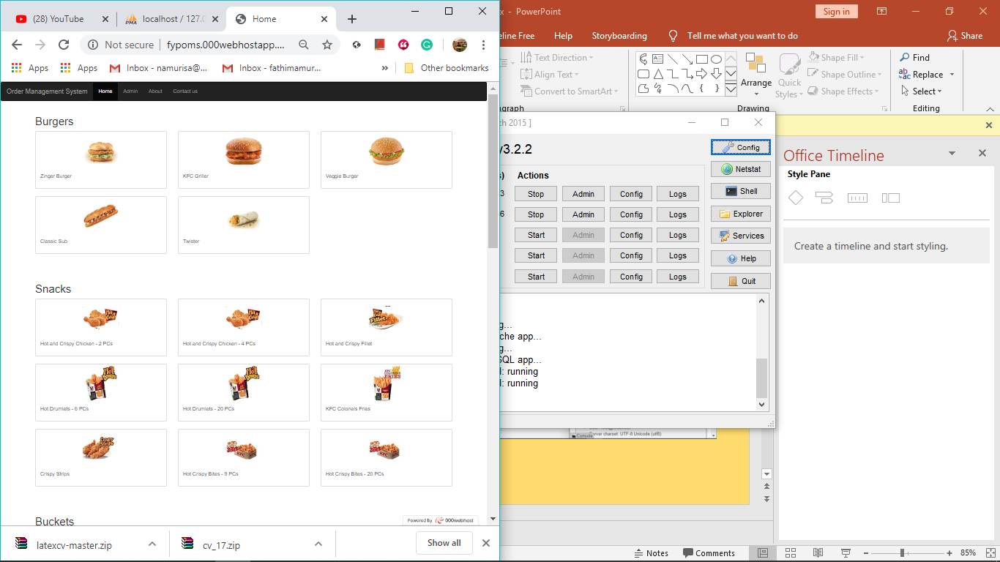 (28) YouTube
localhost / 127.0
Home
Not secure
fypoms.000webhostapp....
Apps
Apps
Inbox - namurisa@...
Inbox - fathimamur...
»
Other bookmarks
Order Management System
Home
Admin
About
Contact us
Burgers
Zinger Burger
KFC Griller
Veggie Burger
Classic Sub
Twister
Snacks
Hot and Crispy Chicken - 2 PCs
Hot and Crispy Chicken - 4 PCs
Hot and Crispy Fillet
Hot Drumlets - 6 PCs
Hot Drumlets - 20 PCs
KFC Colonels Fries
Crispy Strips
Hot Crispy Bites - 9 PCs
Hot Crispy Bites - 20 PCs
Buckets
Powered by 000webhost
latexcv-master.zip
cv_17.zip
Show all
x - PowerPoint
Sign in
eline Free
Help
Storyboarding
Tell me what you want to do
Share
Text Direction
Align Text
Convert to SmartArt
agraph
Arrange
Quick
Styles
Shape Fill
Shape Outline
Shape Effects
Drawing
Find
Replace
Select
Editing
th 2015 ]
v3.2.2
Config
s)
Actions
Netstat
3
Stop
Admin
Config
Logs
Shell
6
Stop
Admin
Config
Logs
Explorer
Start
Admin
Config
Logs
Services
Start
Admin
Config
Logs
Help
Start
Admin
Config
Logs
Quit
g...
che app...
g...
SQL app...
l: running
l: running
Console
Server charset: UTF-8 Unicode (utf8)
Office Timeline
Style Pane
Create a timeline and start styling.
Notes
Comments
85%